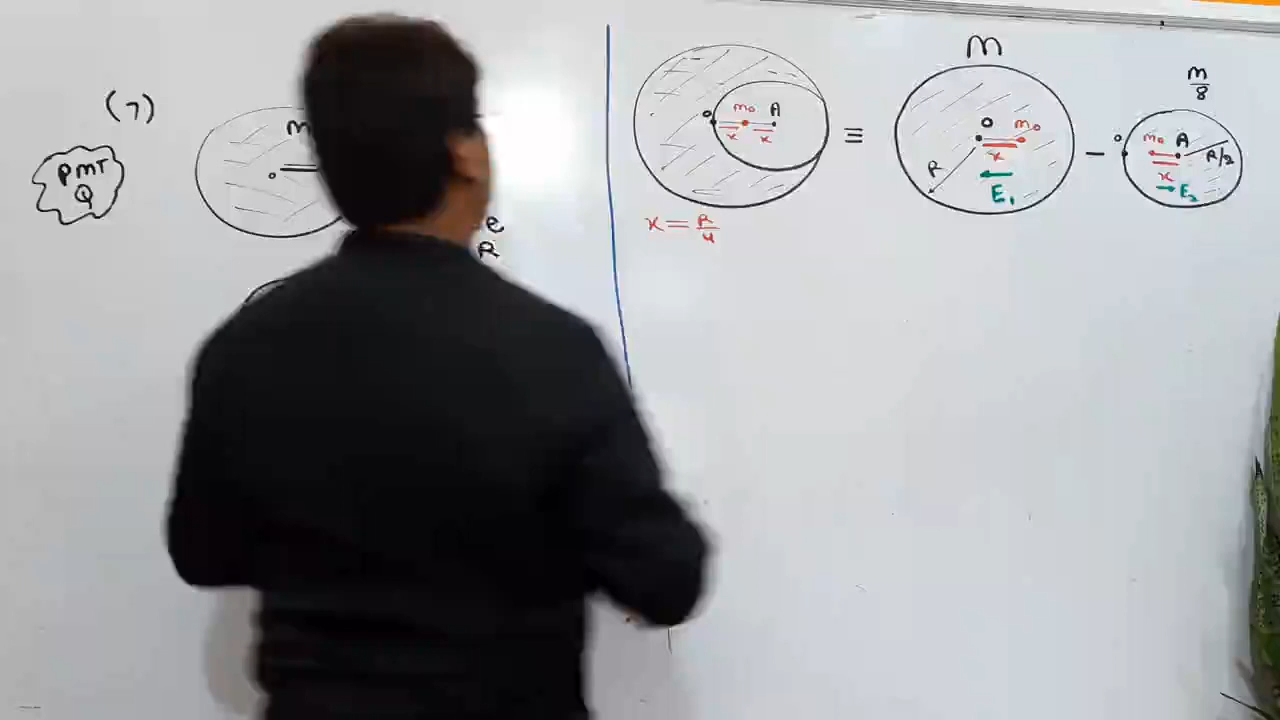 (7)
PMT
Q
M
e
R
O m₀ A
x x
x = R/4
≡
M
O m₀
x
R
E₁
−
M/8
O m₀ A
x
R/2
E₂